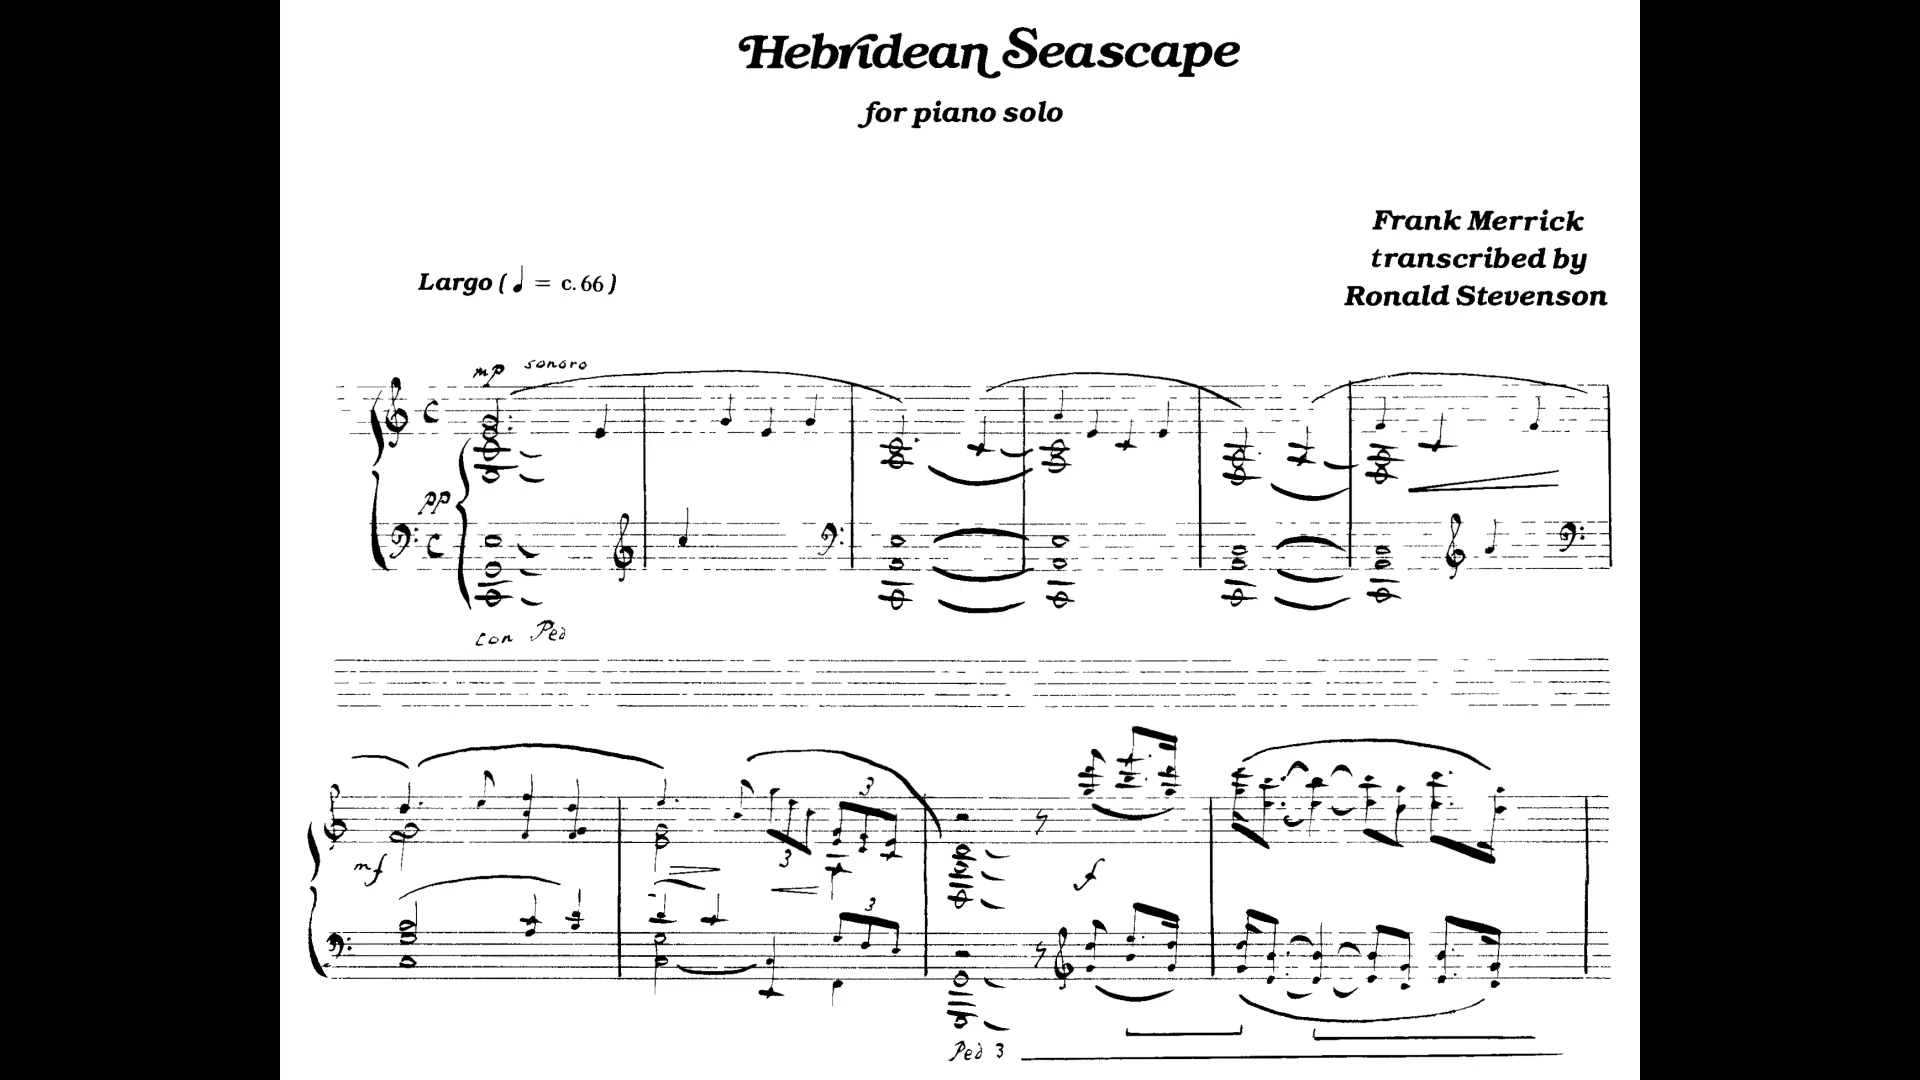 Hebridean Seascape
for piano solo
Frank Merrick
transcribed by
Ronald Stevenson
Largo (♩ = c. 66)
mp sonoro
C
pp
C
con Ped
3
mf
3
f
3
Ped 3